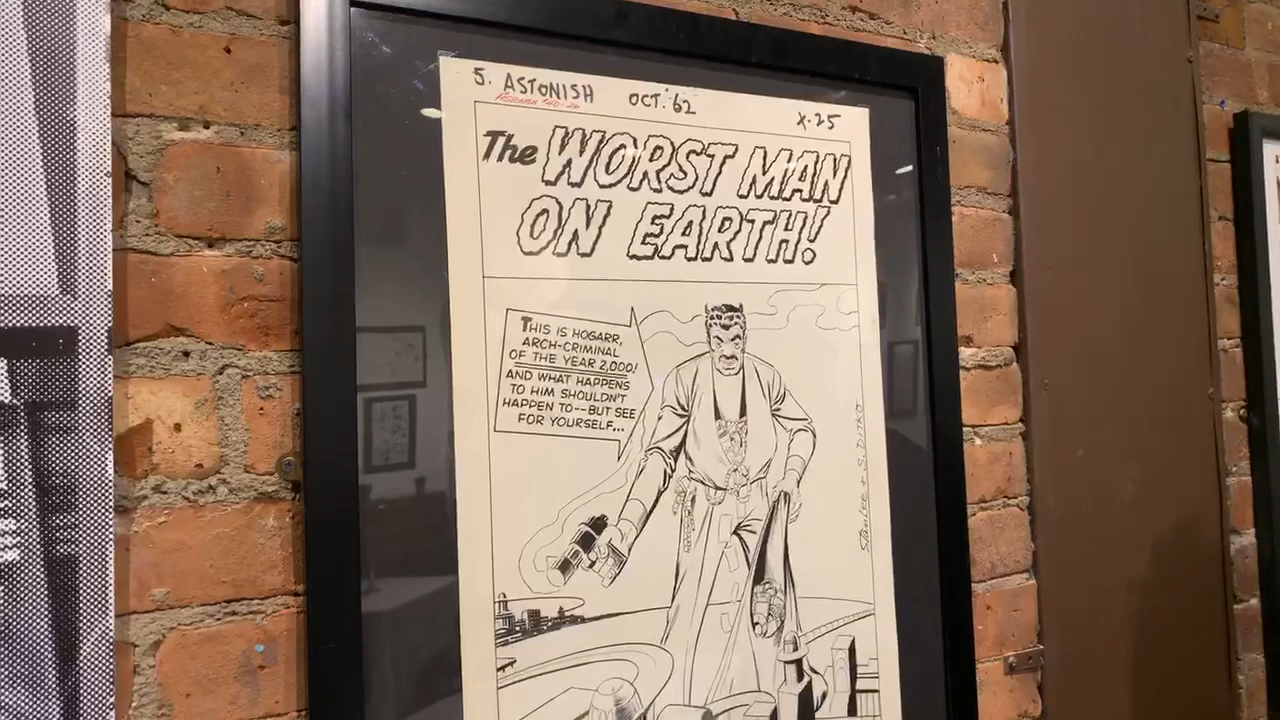 5. ASTONISH OCT. '62 X-25
The WORST MAN
ON EARTH!
THIS IS HOGARR,
ARCH-CRIMINAL
OF THE YEAR 2,000!
AND WHAT HAPPENS
TO HIM SHOULDN'T
HAPPEN TO--BUT SEE
FOR YOURSELF...
STAN LEE + S. DITKO